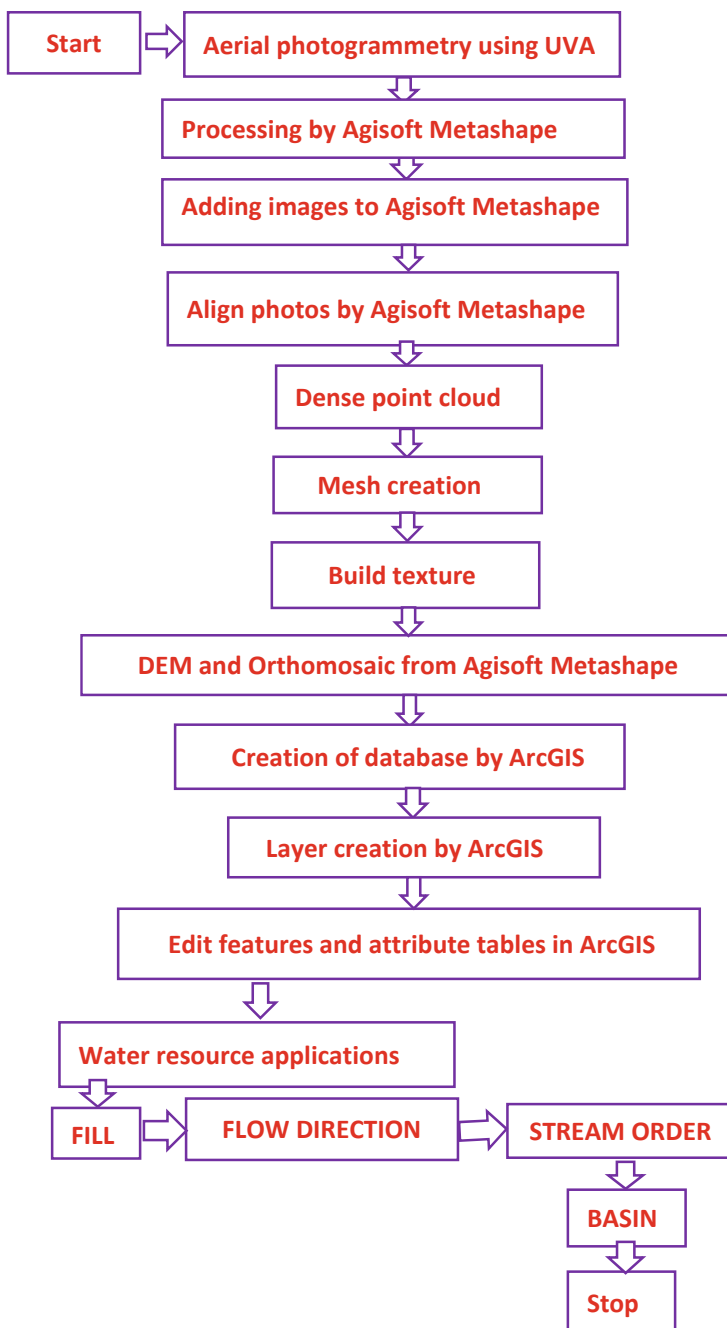 Start
Aerial photogrammetry using UVA
Processing by Agisoft Metashape
Adding images to Agisoft Metashape
Align photos by Agisoft Metashape
Dense point cloud
Mesh creation
Build texture
DEM and Orthomosaic from Agisoft Metashape
Creation of database by ArcGIS
Layer creation by ArcGIS
Edit features and attribute tables in ArcGIS
Water resource applications
FILL
FLOW DIRECTION
STREAM ORDER
BASIN
Stop